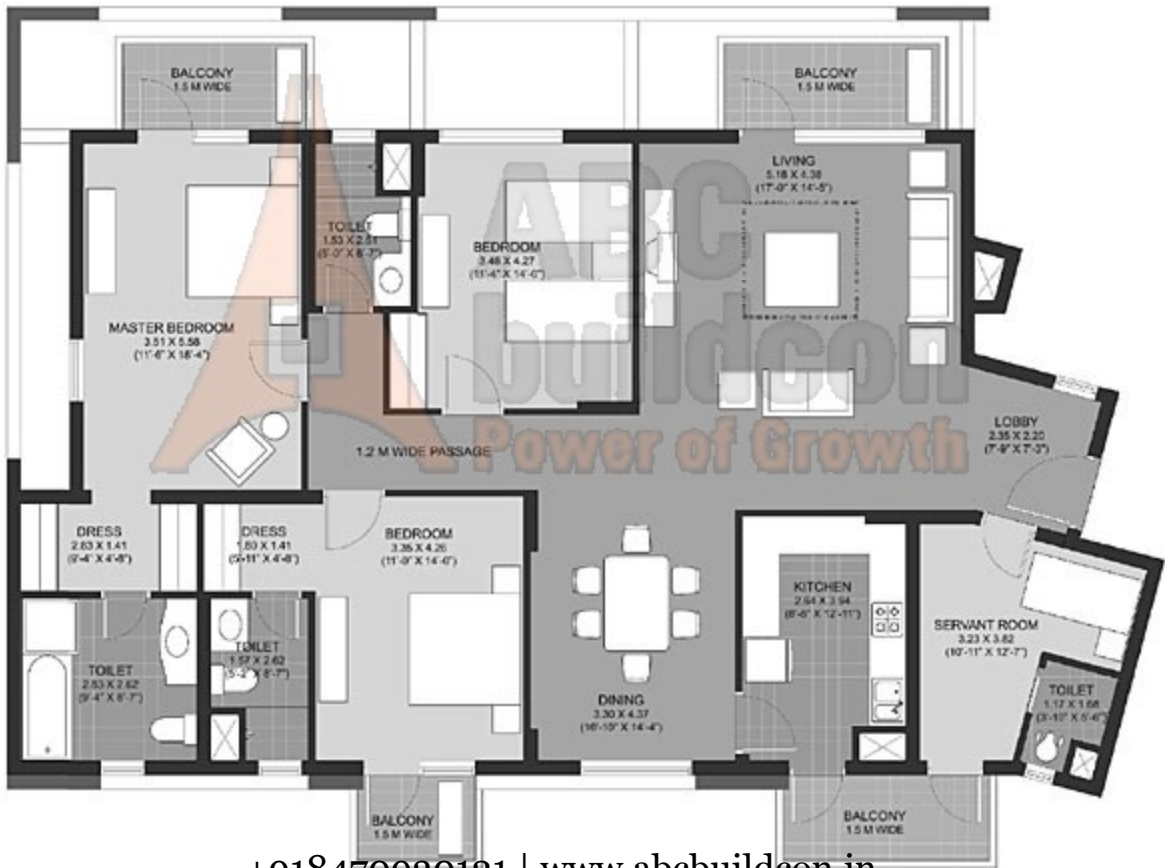 BALCONY
1.5 M WIDE
BALCONY
1.5 M WIDE
LIVING
5.18 X 4.38
(17'-0" X 14'-5")
TOILET
1.53 X 2.61
(5'-0" X 8'-7")
BEDROOM
3.46 X 4.27
(11'-4" X 14'-0")
ABC
buildcon
Power of Growth
MASTER BEDROOM
3.51 X 5.58
(11'-6" X 18'-4")
LOBBY
2.35 X 2.20
(7'-9" X 7'-3")
1.2 M WIDE PASSAGE
DRESS
2.83 X 1.41
(9'-4" X 4'-8")
DRESS
1.80 X 1.41
(5'-11" X 4'-8")
BEDROOM
3.35 X 4.26
(11'-0" X 14'-0")
KITCHEN
2.64 X 3.94
(8'-8" X 12'-11")
SERVANT ROOM
3.23 X 3.82
(10'-11" X 12'-7")
TOILET
2.83 X 2.62
(9'-4" X 8'-7")
TOILET
1.57 X 2.62
(5'-2" X 8'-7")
DINING
3.30 X 4.37
(10'-10" X 14'-4")
TOILET
1.17 X 1.68
(3'-10" X 5'-6")
BALCONY
1.5 M WIDE
BALCONY
1.5 M WIDE
+918470920121 | www.abcbuildcon.in